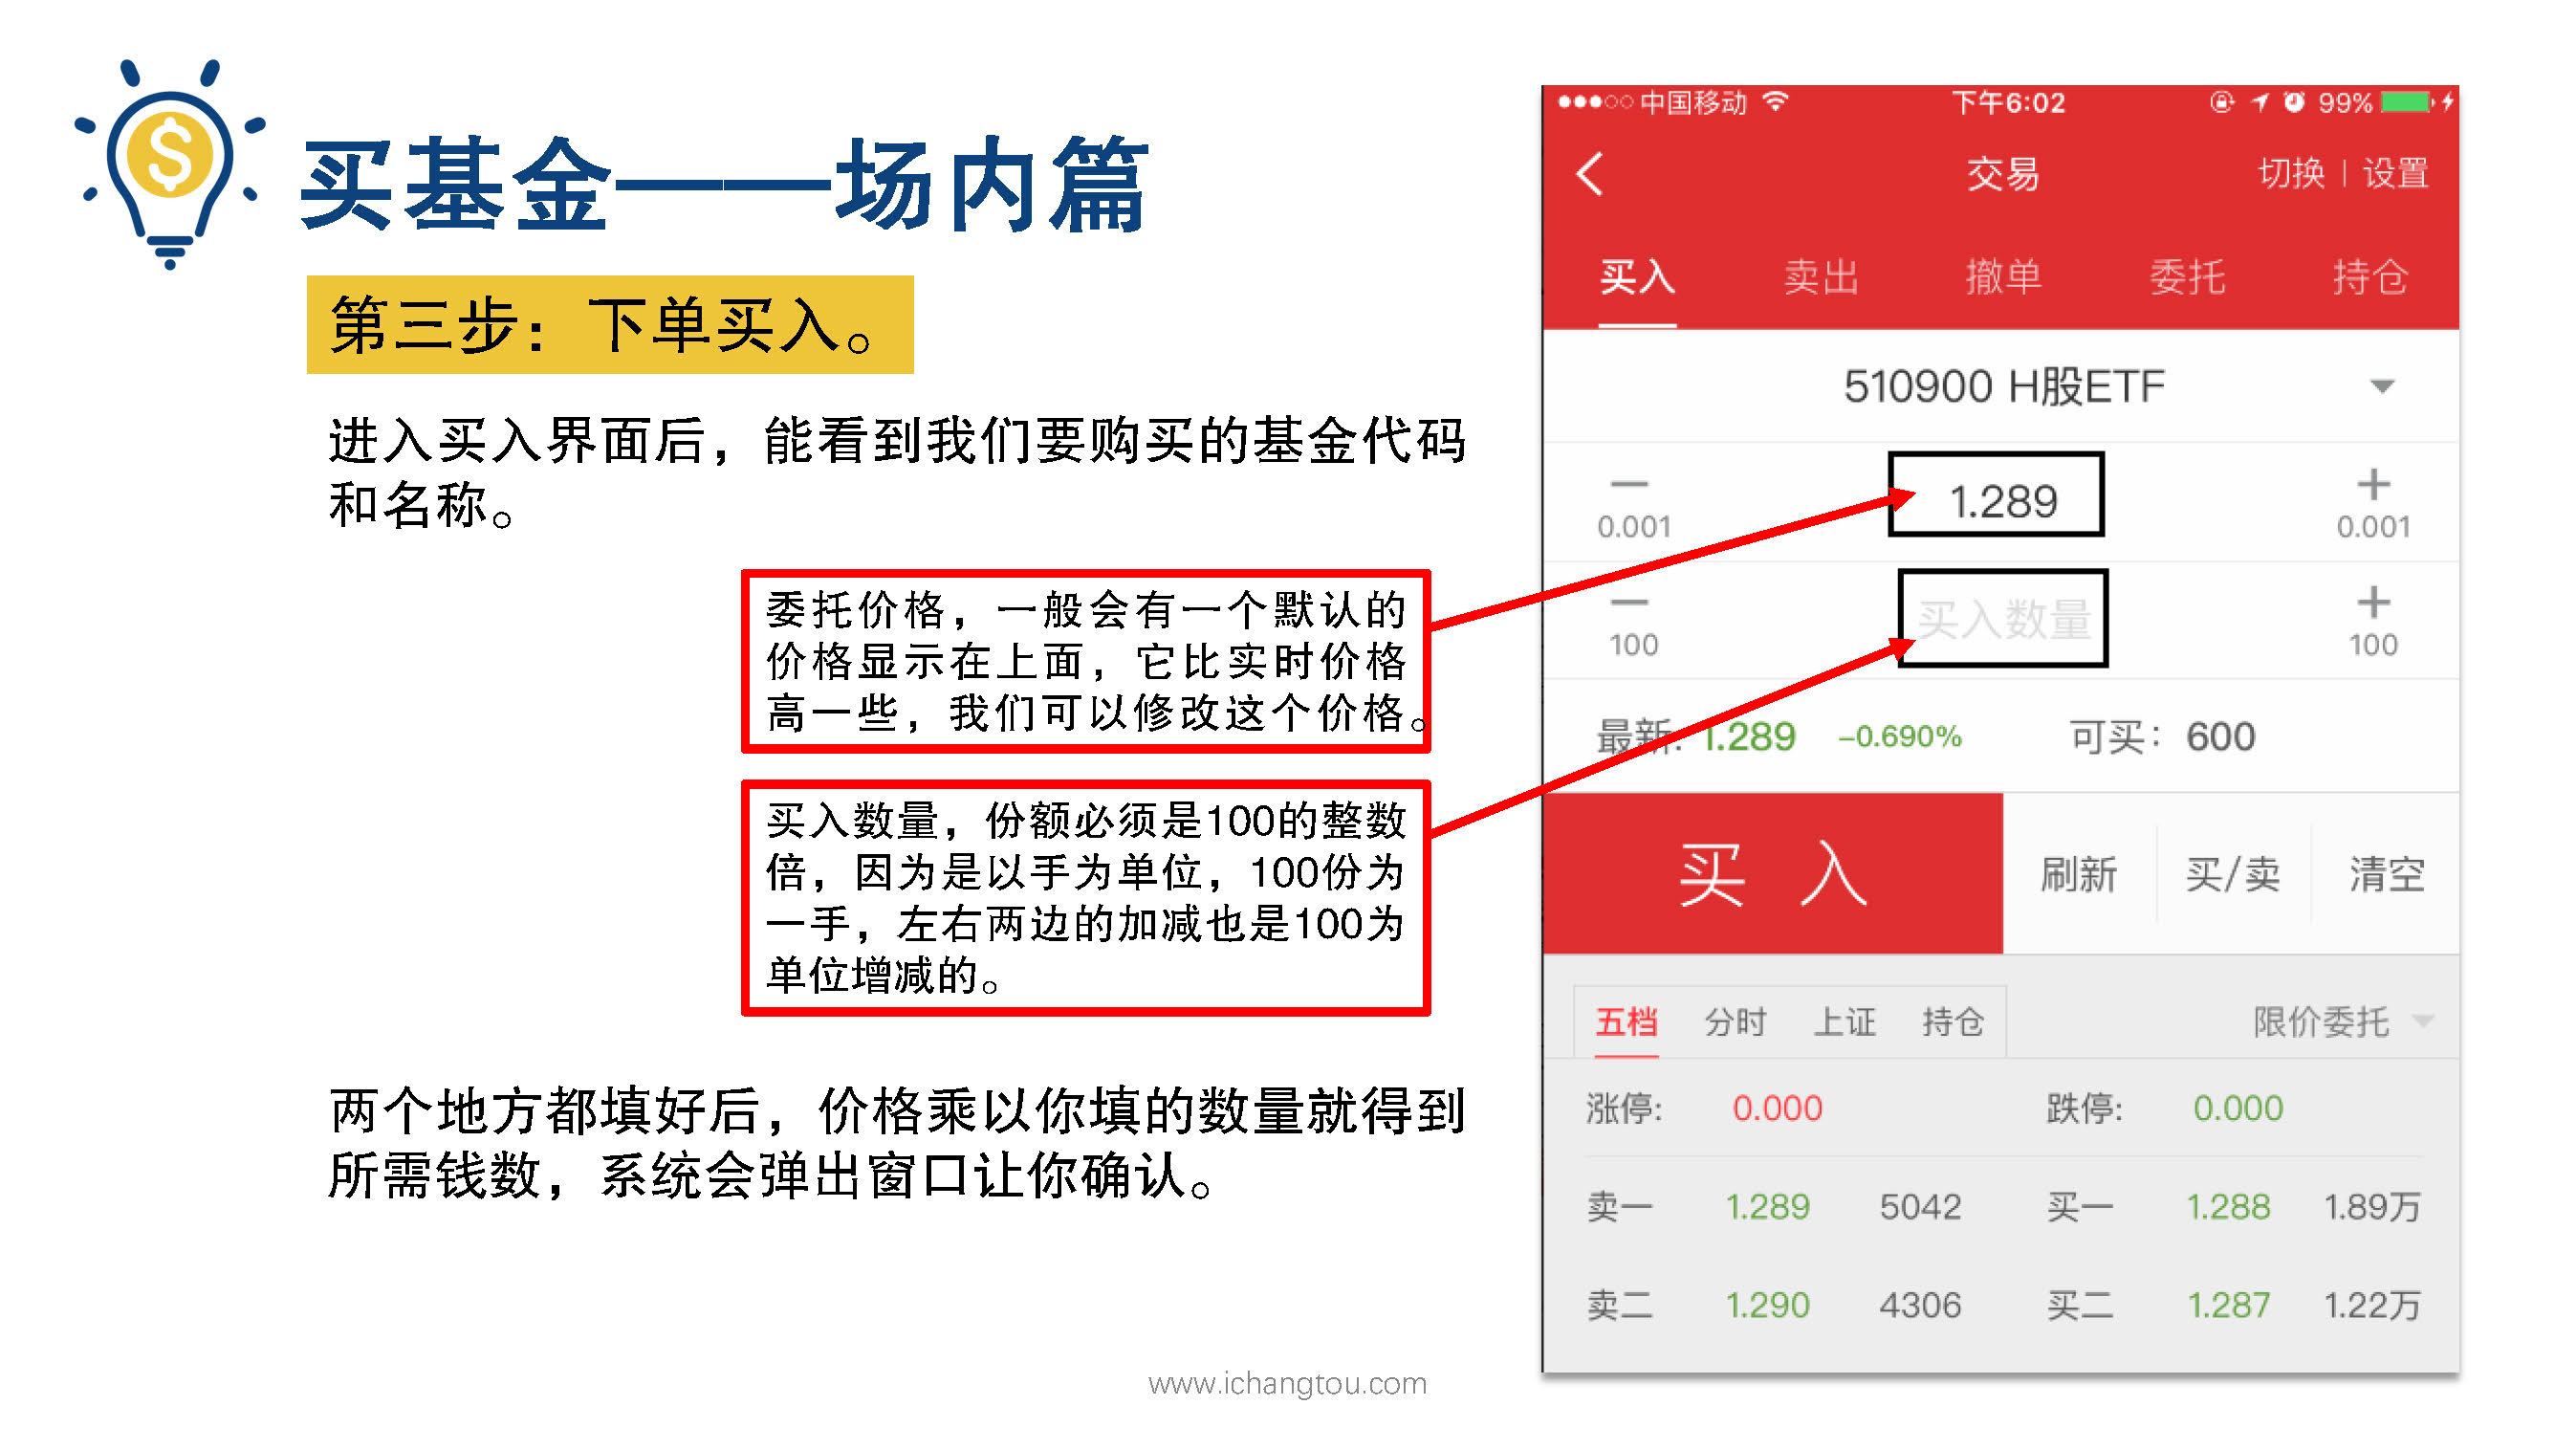 买基金——场内篇
第三步：下单买入。
进入买入界面后，能看到我们要购买的基金代码
和名称。
委托价格，一般会有一个默认的
价格显示在上面，它比实时价格
高一些，我们可以修改这个价格。
买入数量，份额必须是100的整数
倍，因为是以手为单位，100份为
一手，左右两边的加减也是100为
单位增减的。
两个地方都填好后，价格乘以你填的数量就得到
所需钱数，系统会弹出窗口让你确认。
中国移动 下午6:02 99%
交易 切换 | 设置
买入 卖出 撤单 委托 持仓
510900 H股ETF
— 1.289 +
0.001 0.001
— 买入数量 +
100 100
最新: 1.289 -0.690% 可买: 600
买 入 刷新 买/卖 清空
五档 分时 上证 持仓 限价委托
涨停: 0.000 跌停: 0.000
卖一 1.289 5042 买一 1.288 1.89万
卖二 1.290 4306 买二 1.287 1.22万
www.ichangtou.com